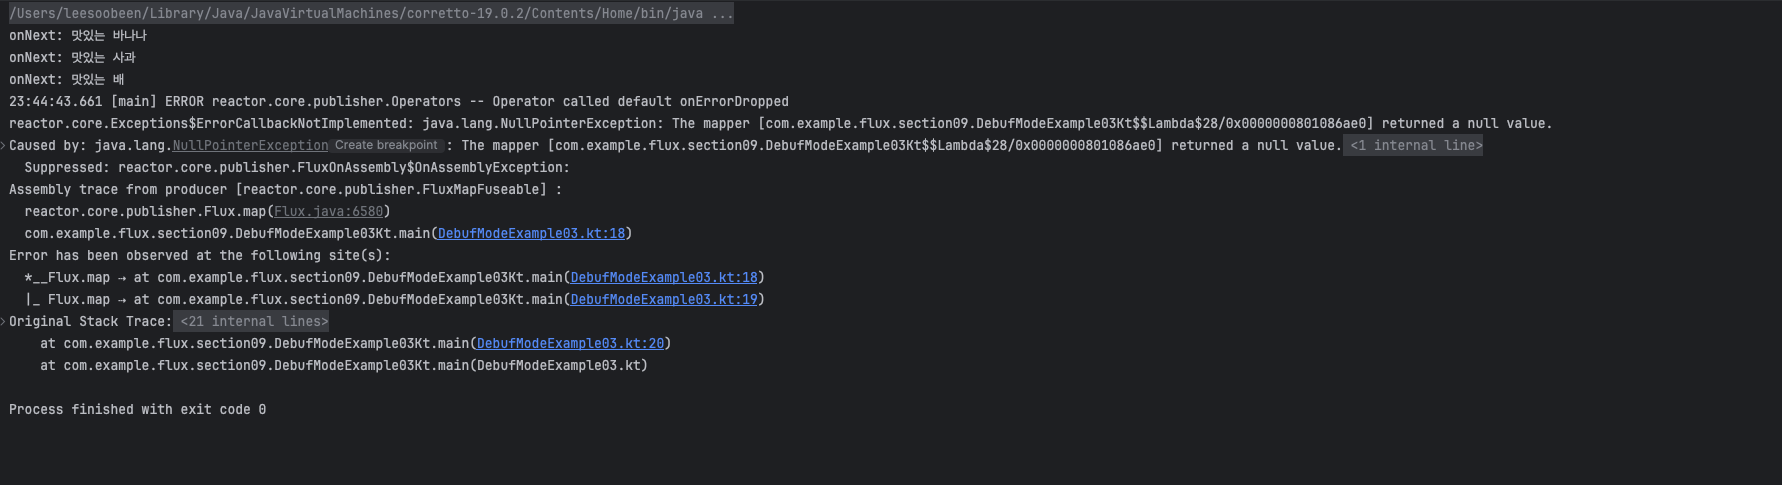 /Users/leesoobeen/Library/Java/JavaVirtualMachines/corretto-19.0.2/Contents/Home/bin/java ...
onNext: 맛있는 바나나
onNext: 맛있는 사과
onNext: 맛있는 배
23:44:43.661 [main] ERROR reactor.core.publisher.Operators -- Operator called default onErrorDropped
reactor.core.Exceptions$ErrorCallbackNotImplemented: java.lang.NullPointerException: The mapper [com.example.flux.section09.DebufModeExample03Kt$$Lambda$28/0x0000000801086ae0] returned a null value.
Caused by: java.lang.NullPointerException Create breakpoint : The mapper [com.example.flux.section09.DebufModeExample03Kt$$Lambda$28/0x0000000801086ae0] returned a null value. <1 internal line>
Suppressed: reactor.core.publisher.FluxOnAssembly$OnAssemblyException:
Assembly trace from producer [reactor.core.publisher.FluxMapFuseable] :
reactor.core.publisher.Flux.map(Flux.java:6580)
com.example.flux.section09.DebufModeExample03Kt.main(DebufModeExample03.kt:18)
Error has been observed at the following site(s):
*__Flux.map ⇢ at com.example.flux.section09.DebufModeExample03Kt.main(DebufModeExample03.kt:18)
|_ Flux.map ⇢ at com.example.flux.section09.DebufModeExample03Kt.main(DebufModeExample03.kt:19)
Original Stack Trace: <21 internal lines>
at com.example.flux.section09.DebufModeExample03Kt.main(DebufModeExample03.kt:20)
at com.example.flux.section09.DebufModeExample03Kt.main(DebufModeExample03.kt)
Process finished with exit code 0